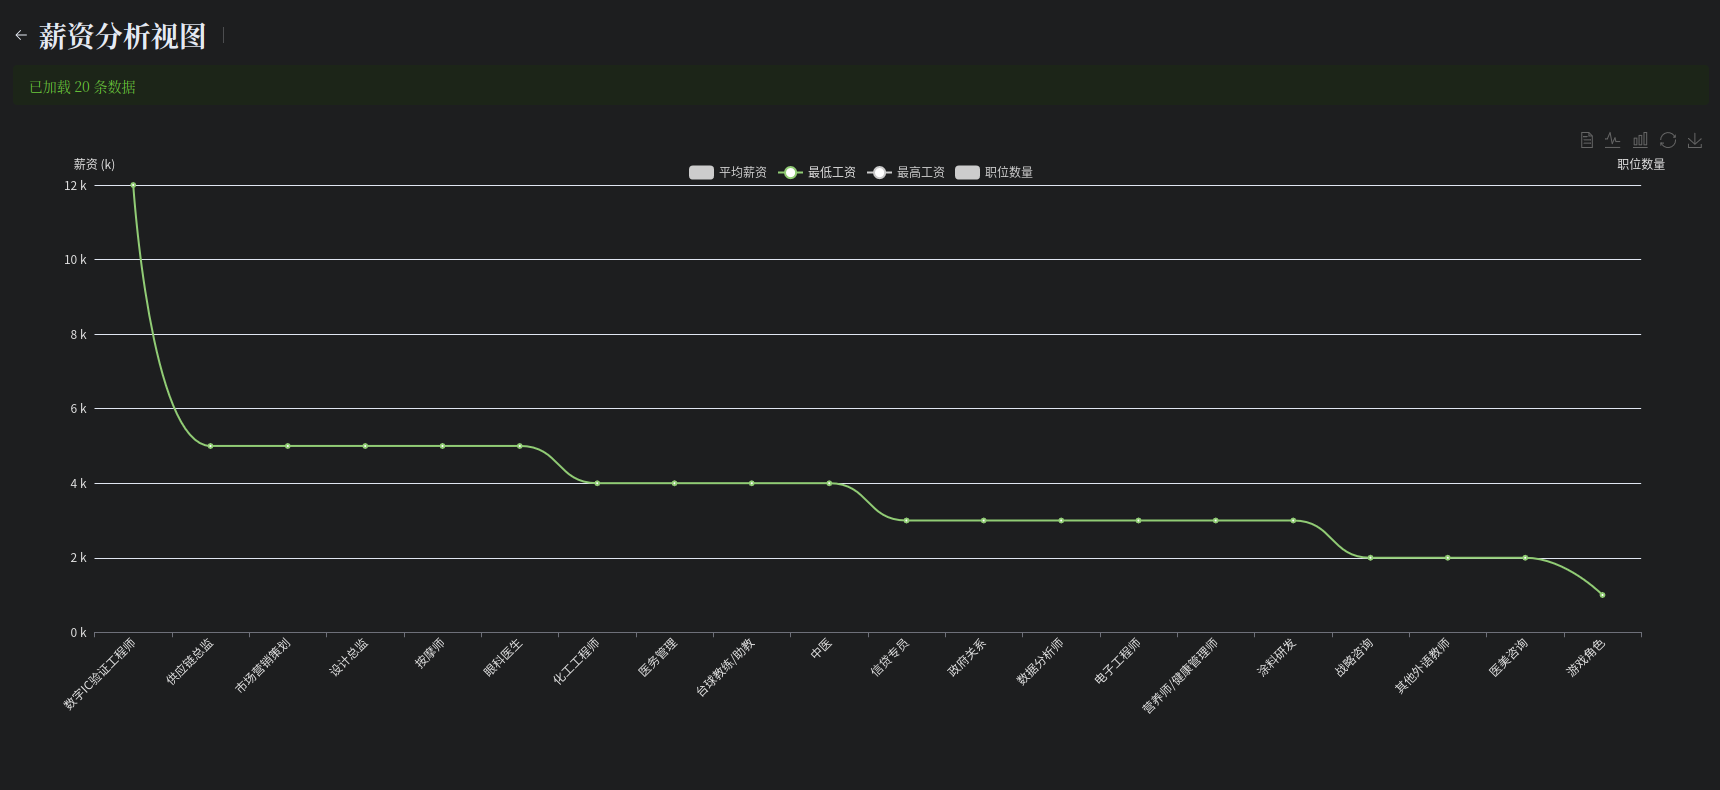 薪资分析视图
已加载 20 条数据
薪资 (k)
平均薪资 最低工资 最高工资 职位数量
职位数量
12 k
10 k
8 k
6 k
4 k
2 k
0 k
数字IC验证工程师
供应链总监
市场营销策划
设计总监
按摩师
眼科医生
化工工程师
医务管理
台球教练/助教
中医
信贷专员
政府关系
数据分析师
电子工程师
营养师/健康管理师
涂料研发
战略咨询
其他外语教师
医美咨询
游戏角色